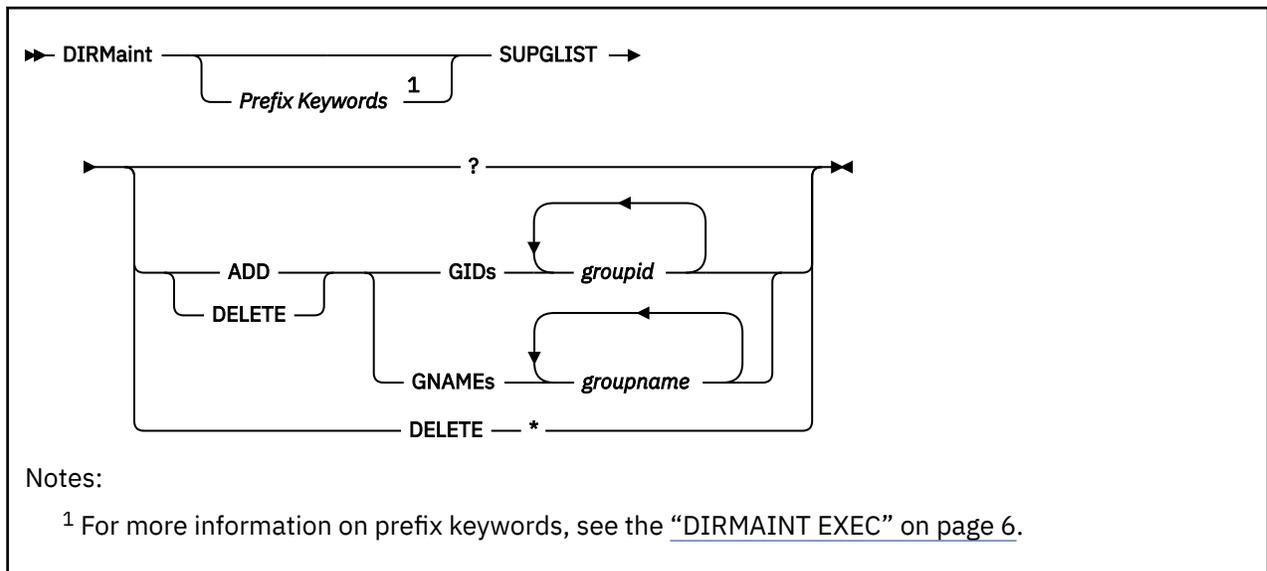 DIRMaint SUPGLIST
Prefix Keywords 1
?
ADD GIDs groupid
DELETE
GNAMEs groupname
DELETE *
Notes:
1 For more information on prefix keywords, see the “DIRMAINT EXEC” on page 6.